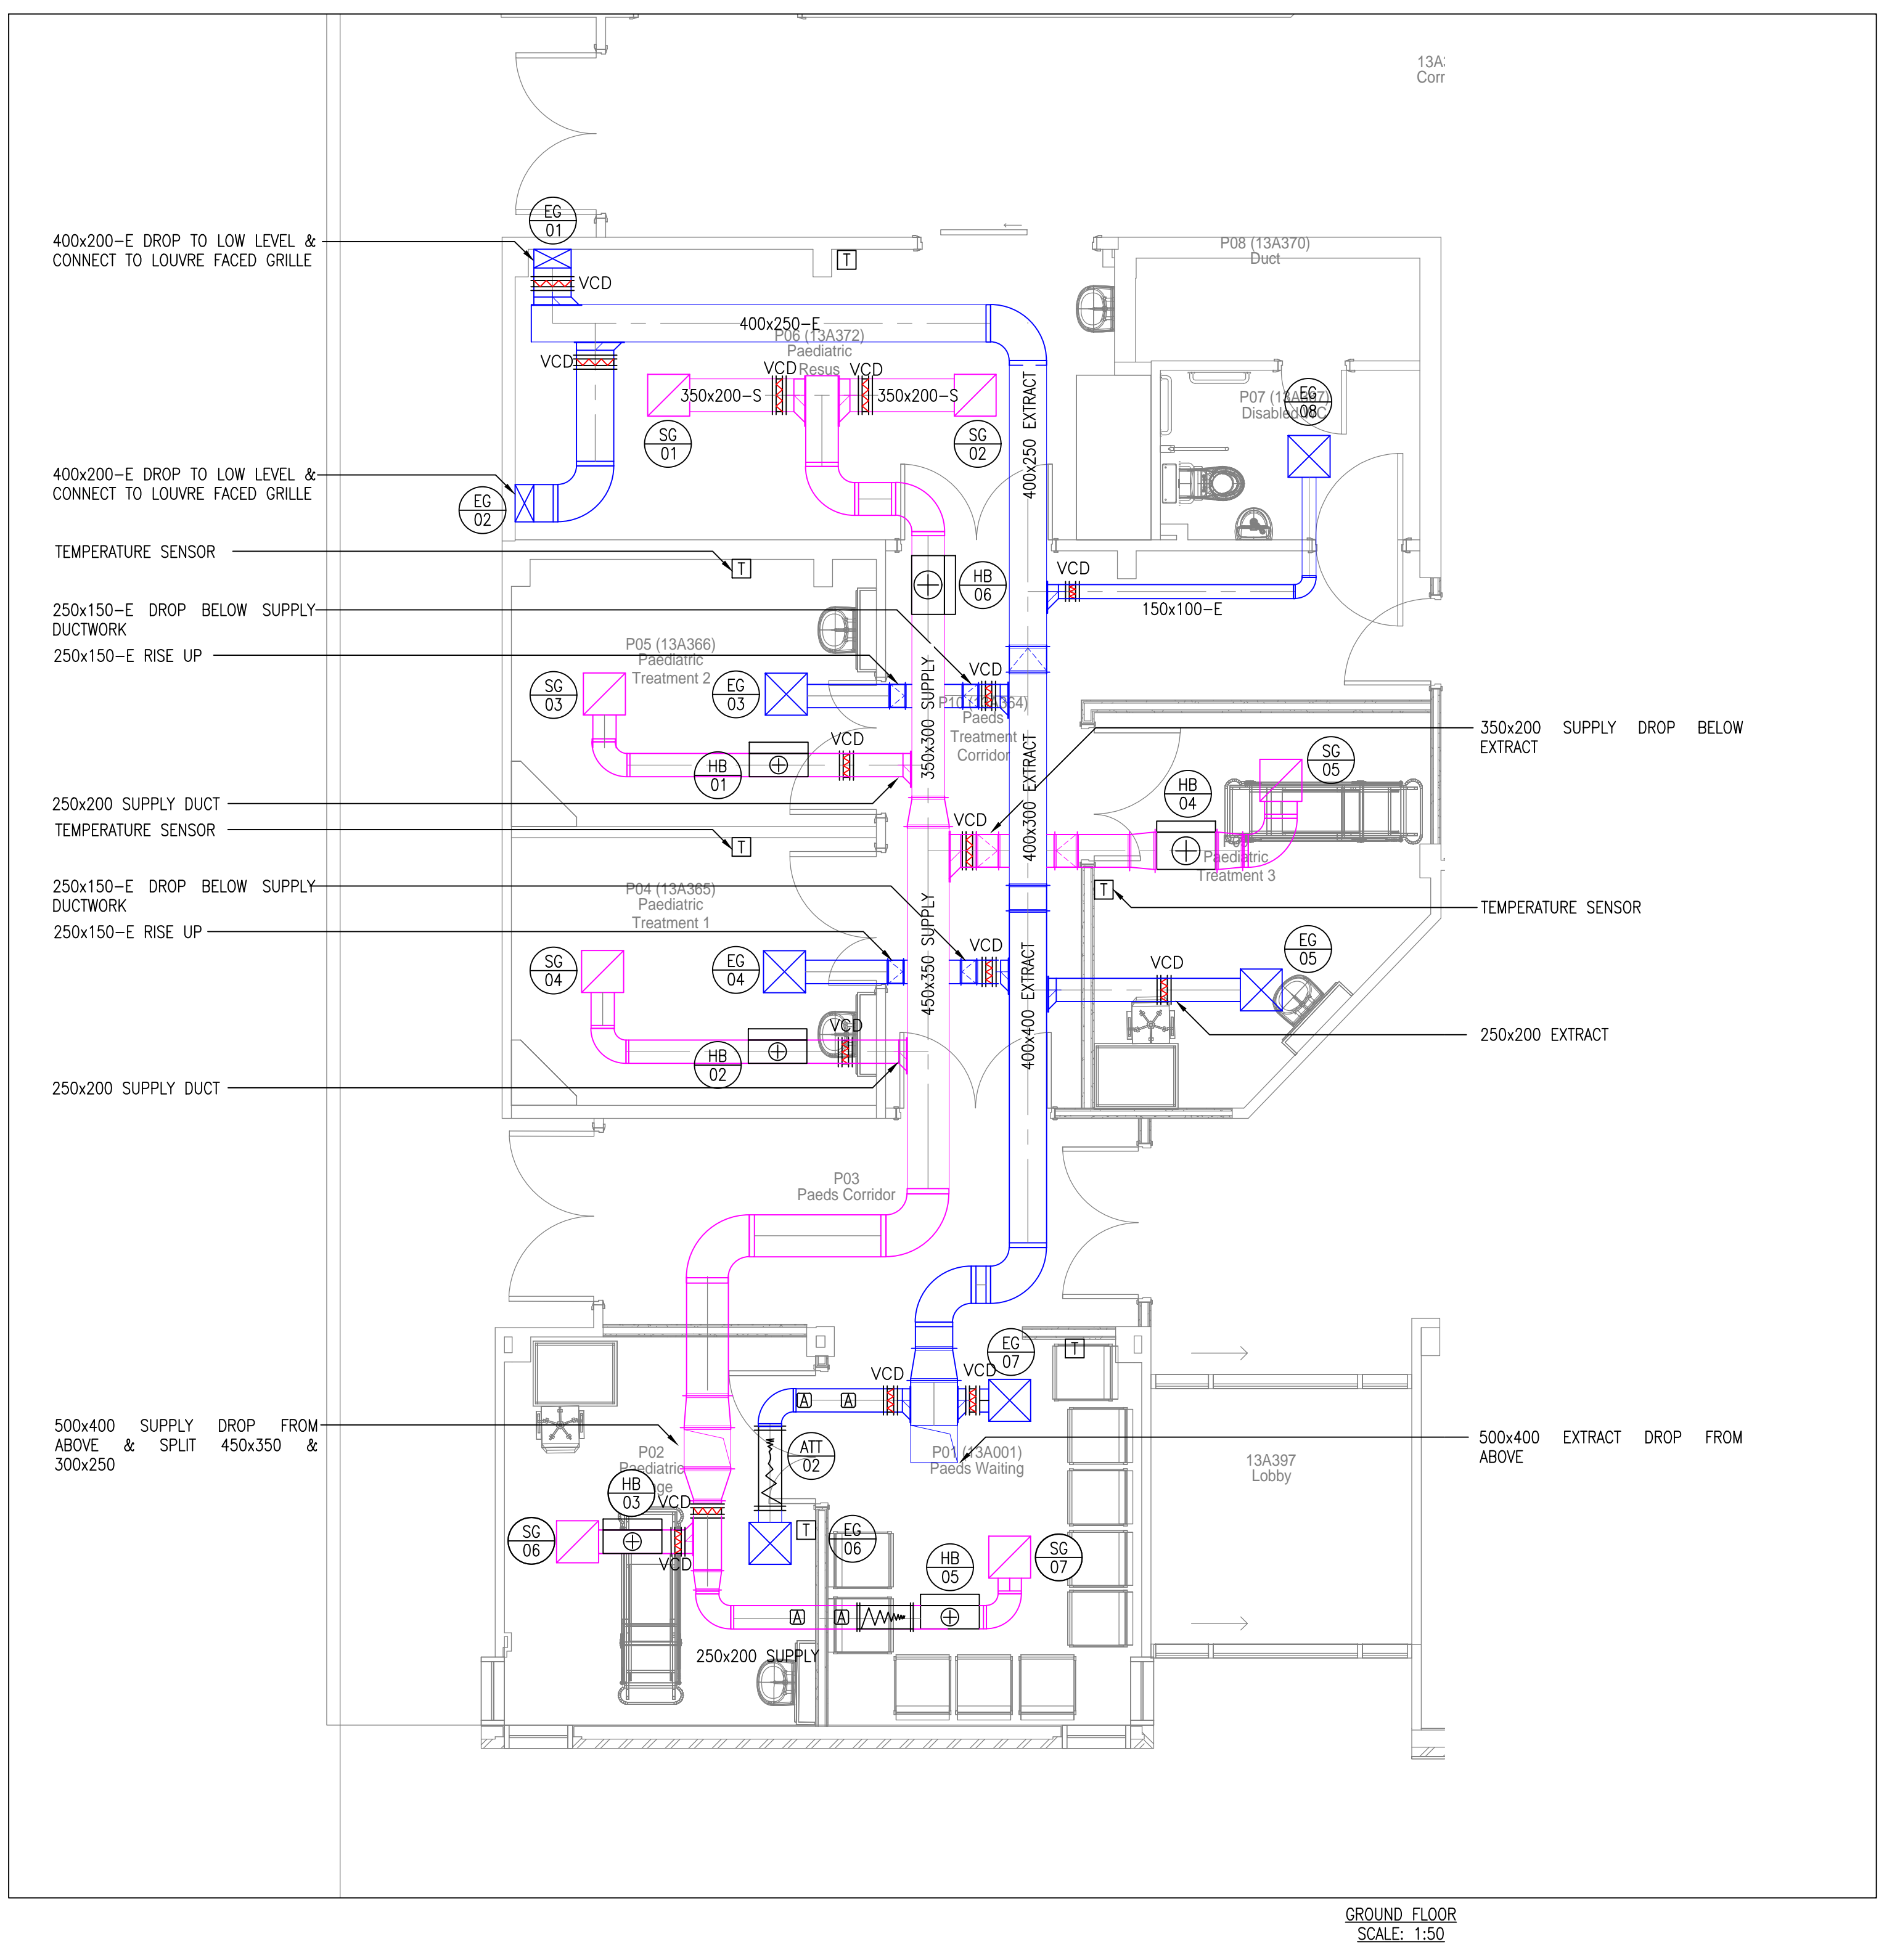 13A
Corr
EG
01
400x200-E DROP TO LOW LEVEL &
CONNECT TO LOUVRE FACED GRILLE
T
P08 (13A370)
Duct
VCD
400x250-E
P06 (13A372)
Paediatric
Resus
VCD
VCD
VCD
350x200-S
350x200-S
400x250 EXTRACT
P07
Disabled WC
EG
08
SG
01
SG
02
400x200-E DROP TO LOW LEVEL &
CONNECT TO LOUVRE FACED GRILLE
EG
02
TEMPERATURE SENSOR
T
HB
06
VCD
150x100-E
250x150-E DROP BELOW SUPPLY
DUCTWORK
250x150-E RISE UP
P05 (13A366)
Paediatric
Treatment 2
SG
03
EG
03
VCD
350x300 SUPPLY
P10 (13A364)
Paeds
Treatment
Corridor
350x200 SUPPLY DROP BELOW
EXTRACT
VCD
HB
01
400x300 EXTRACT
SG
05
HB
04
250x200 SUPPLY DUCT
TEMPERATURE SENSOR
T
VCD
Paediatric
Treatment 3
T
TEMPERATURE SENSOR
250x150-E DROP BELOW SUPPLY
DUCTWORK
250x150-E RISE UP
P04 (13A365)
Paediatric
Treatment 1
SG
04
EG
04
VCD
450x350 SUPPLY
400x400 EXTRACT
VCD
EG
05
250x200 EXTRACT
VCD
HB
02
250x200 SUPPLY DUCT
P03
Paeds Corridor
EG
07
T
VCD
VCD
A
A
500x400 SUPPLY DROP FROM
ABOVE & SPLIT 450x350 &
300x250
P02
Paediatric
ATT
02
P01 (13A001)
Paeds Waiting
500x400 EXTRACT DROP FROM
ABOVE
13A397
Lobby
HB
03
VCD
SG
06
VCD
T
EG
06
HB
05
SG
07
A
A
250x200 SUPPLY
GROUND FLOOR
SCALE: 1:50